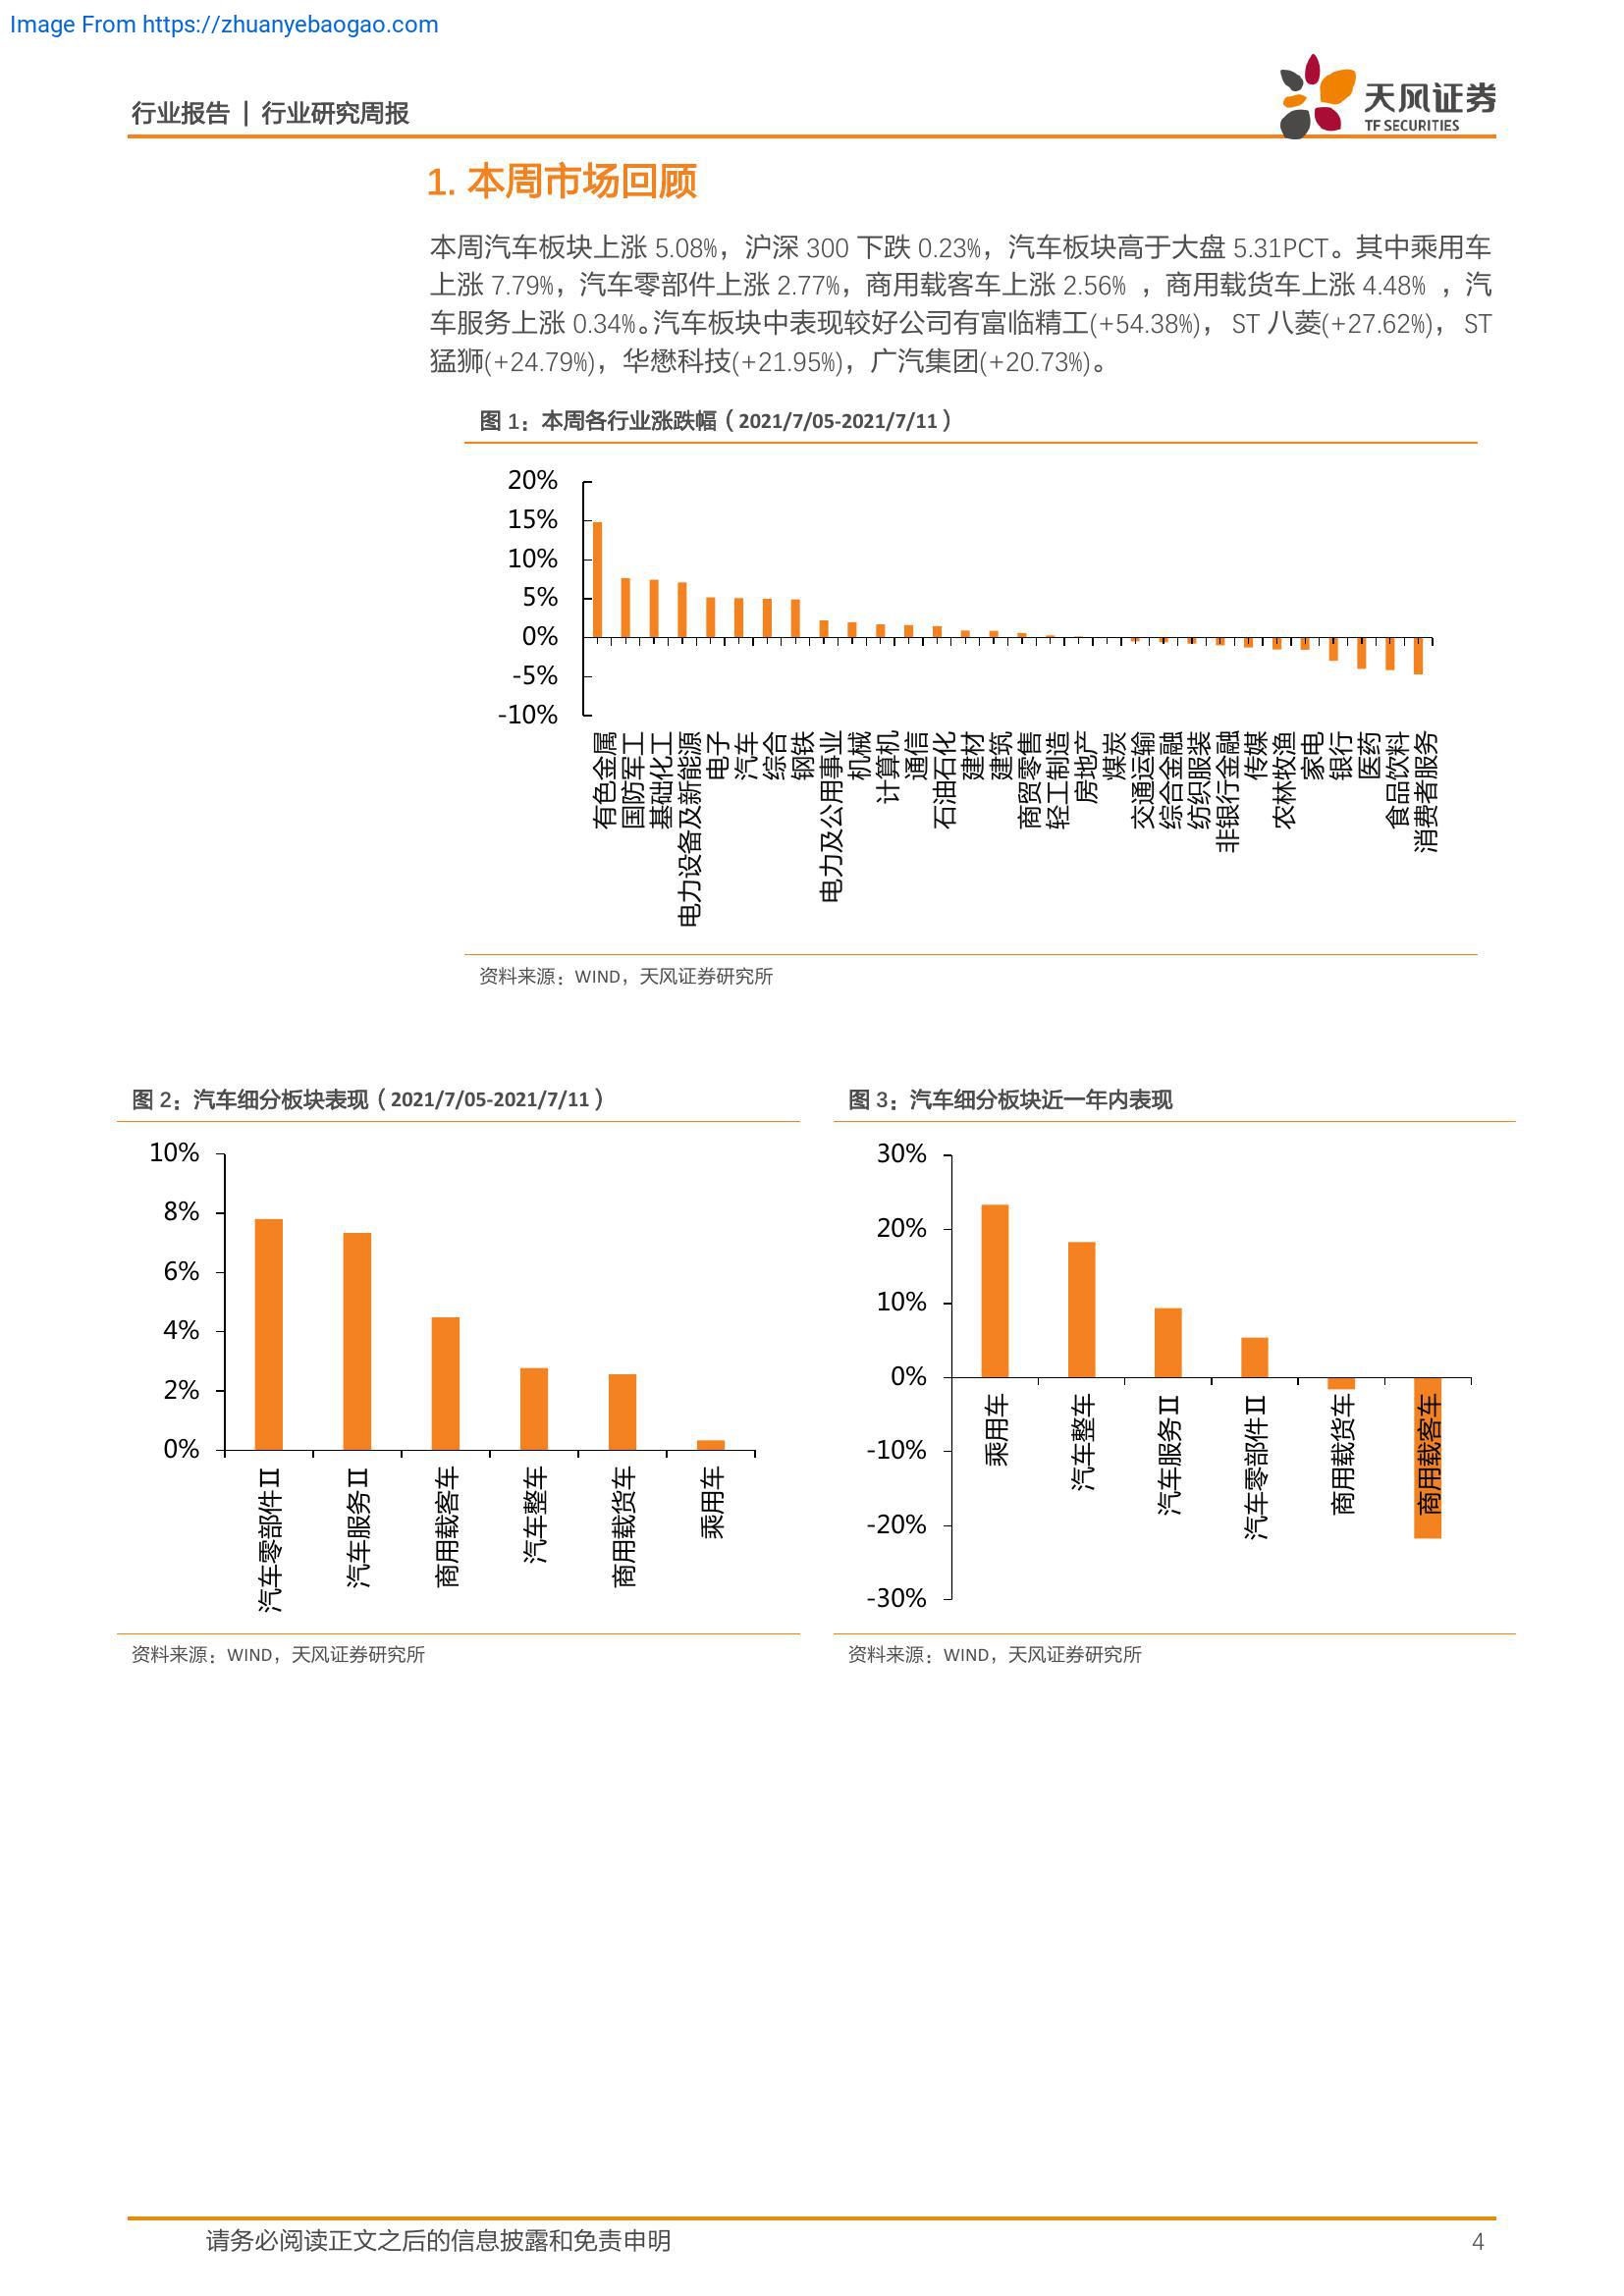 Image From https://zhuanyebaogao.com
行业报告 | 行业研究周报
天风证券
TF SECURITIES
1. 本周市场回顾
本周汽车板块上涨 5.08%，沪深 300 下跌 0.23%，汽车板块高于大盘 5.31PCT。其中乘用车
上涨 7.79%，汽车零部件上涨 2.77%，商用载客车上涨 2.56% ，商用载货车上涨 4.48% ，汽
车服务上涨 0.34%。汽车板块中表现较好公司有富临精工(+54.38%)， ST 八菱(+27.62%)， ST
猛狮(+24.79%)，华懋科技(+21.95%)，广汽集团(+20.73%)。
图 1：本周各行业涨跌幅（2021/7/05-2021/7/11）
20%
15%
10%
5%
0%
-5%
-10%
有色金属
国防军工
基础化工
电力设备及新能源
电子
汽车
综合
钢铁
电力及公用事业
机械
计算机
通信
石油石化
建材
建筑
商贸零售
轻工制造
房地产
煤炭
交通运输
综合金融
纺织服装
非银行金融
传媒
农林牧渔
家电
银行
医药
食品饮料
消费者服务
资料来源：WIND，天风证券研究所
图 2：汽车细分板块表现（2021/7/05-2021/7/11）
10%
8%
6%
4%
2%
0%
汽车零部件Ⅱ
汽车服务Ⅱ
商用载客车
汽车整车
商用载货车
乘用车
资料来源：WIND，天风证券研究所
图 3：汽车细分板块近一年内表现
30%
20%
10%
0%
-10%
-20%
-30%
乘用车
汽车整车
汽车服务Ⅱ
汽车零部件Ⅱ
商用载货车
商用载客车
资料来源：WIND，天风证券研究所
请务必阅读正文之后的信息披露和免责申明
4